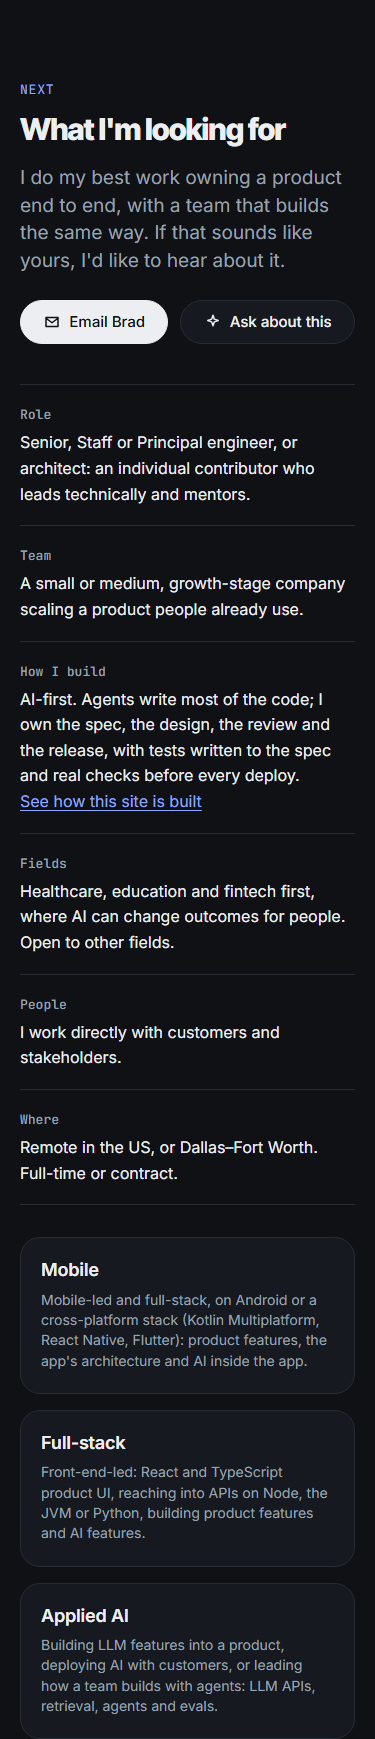 NEXT
What I'm looking for
I do my best work owning a product
end to end, with a team that builds
the same way. If that sounds like
yours, I'd like to hear about it.
Email Brad
Ask about this
Role
Senior, Staff or Principal engineer, or
architect: an individual contributor who
leads technically and mentors.
Team
A small or medium, growth-stage company
scaling a product people already use.
How I build
AI-first. Agents write most of the code; I
own the spec, the design, the review and
the release, with tests written to the spec
and real checks before every deploy.
See how this site is built
Fields
Healthcare, education and fintech first,
where AI can change outcomes for people.
Open to other fields.
People
I work directly with customers and
stakeholders.
Where
Remote in the US, or Dallas–Fort Worth.
Full-time or contract.
Mobile
Mobile-led and full-stack, on Android or a
cross-platform stack (Kotlin Multiplatform,
React Native, Flutter): product features, the
app's architecture and AI inside the app.
Full-stack
Front-end-led: React and TypeScript
product UI, reaching into APIs on Node, the
JVM or Python, building product features
and AI features.
Applied AI
Building LLM features into a product,
deploying AI with customers, or leading
how a team builds with agents: LLM APIs,
retrieval, agents and evals.